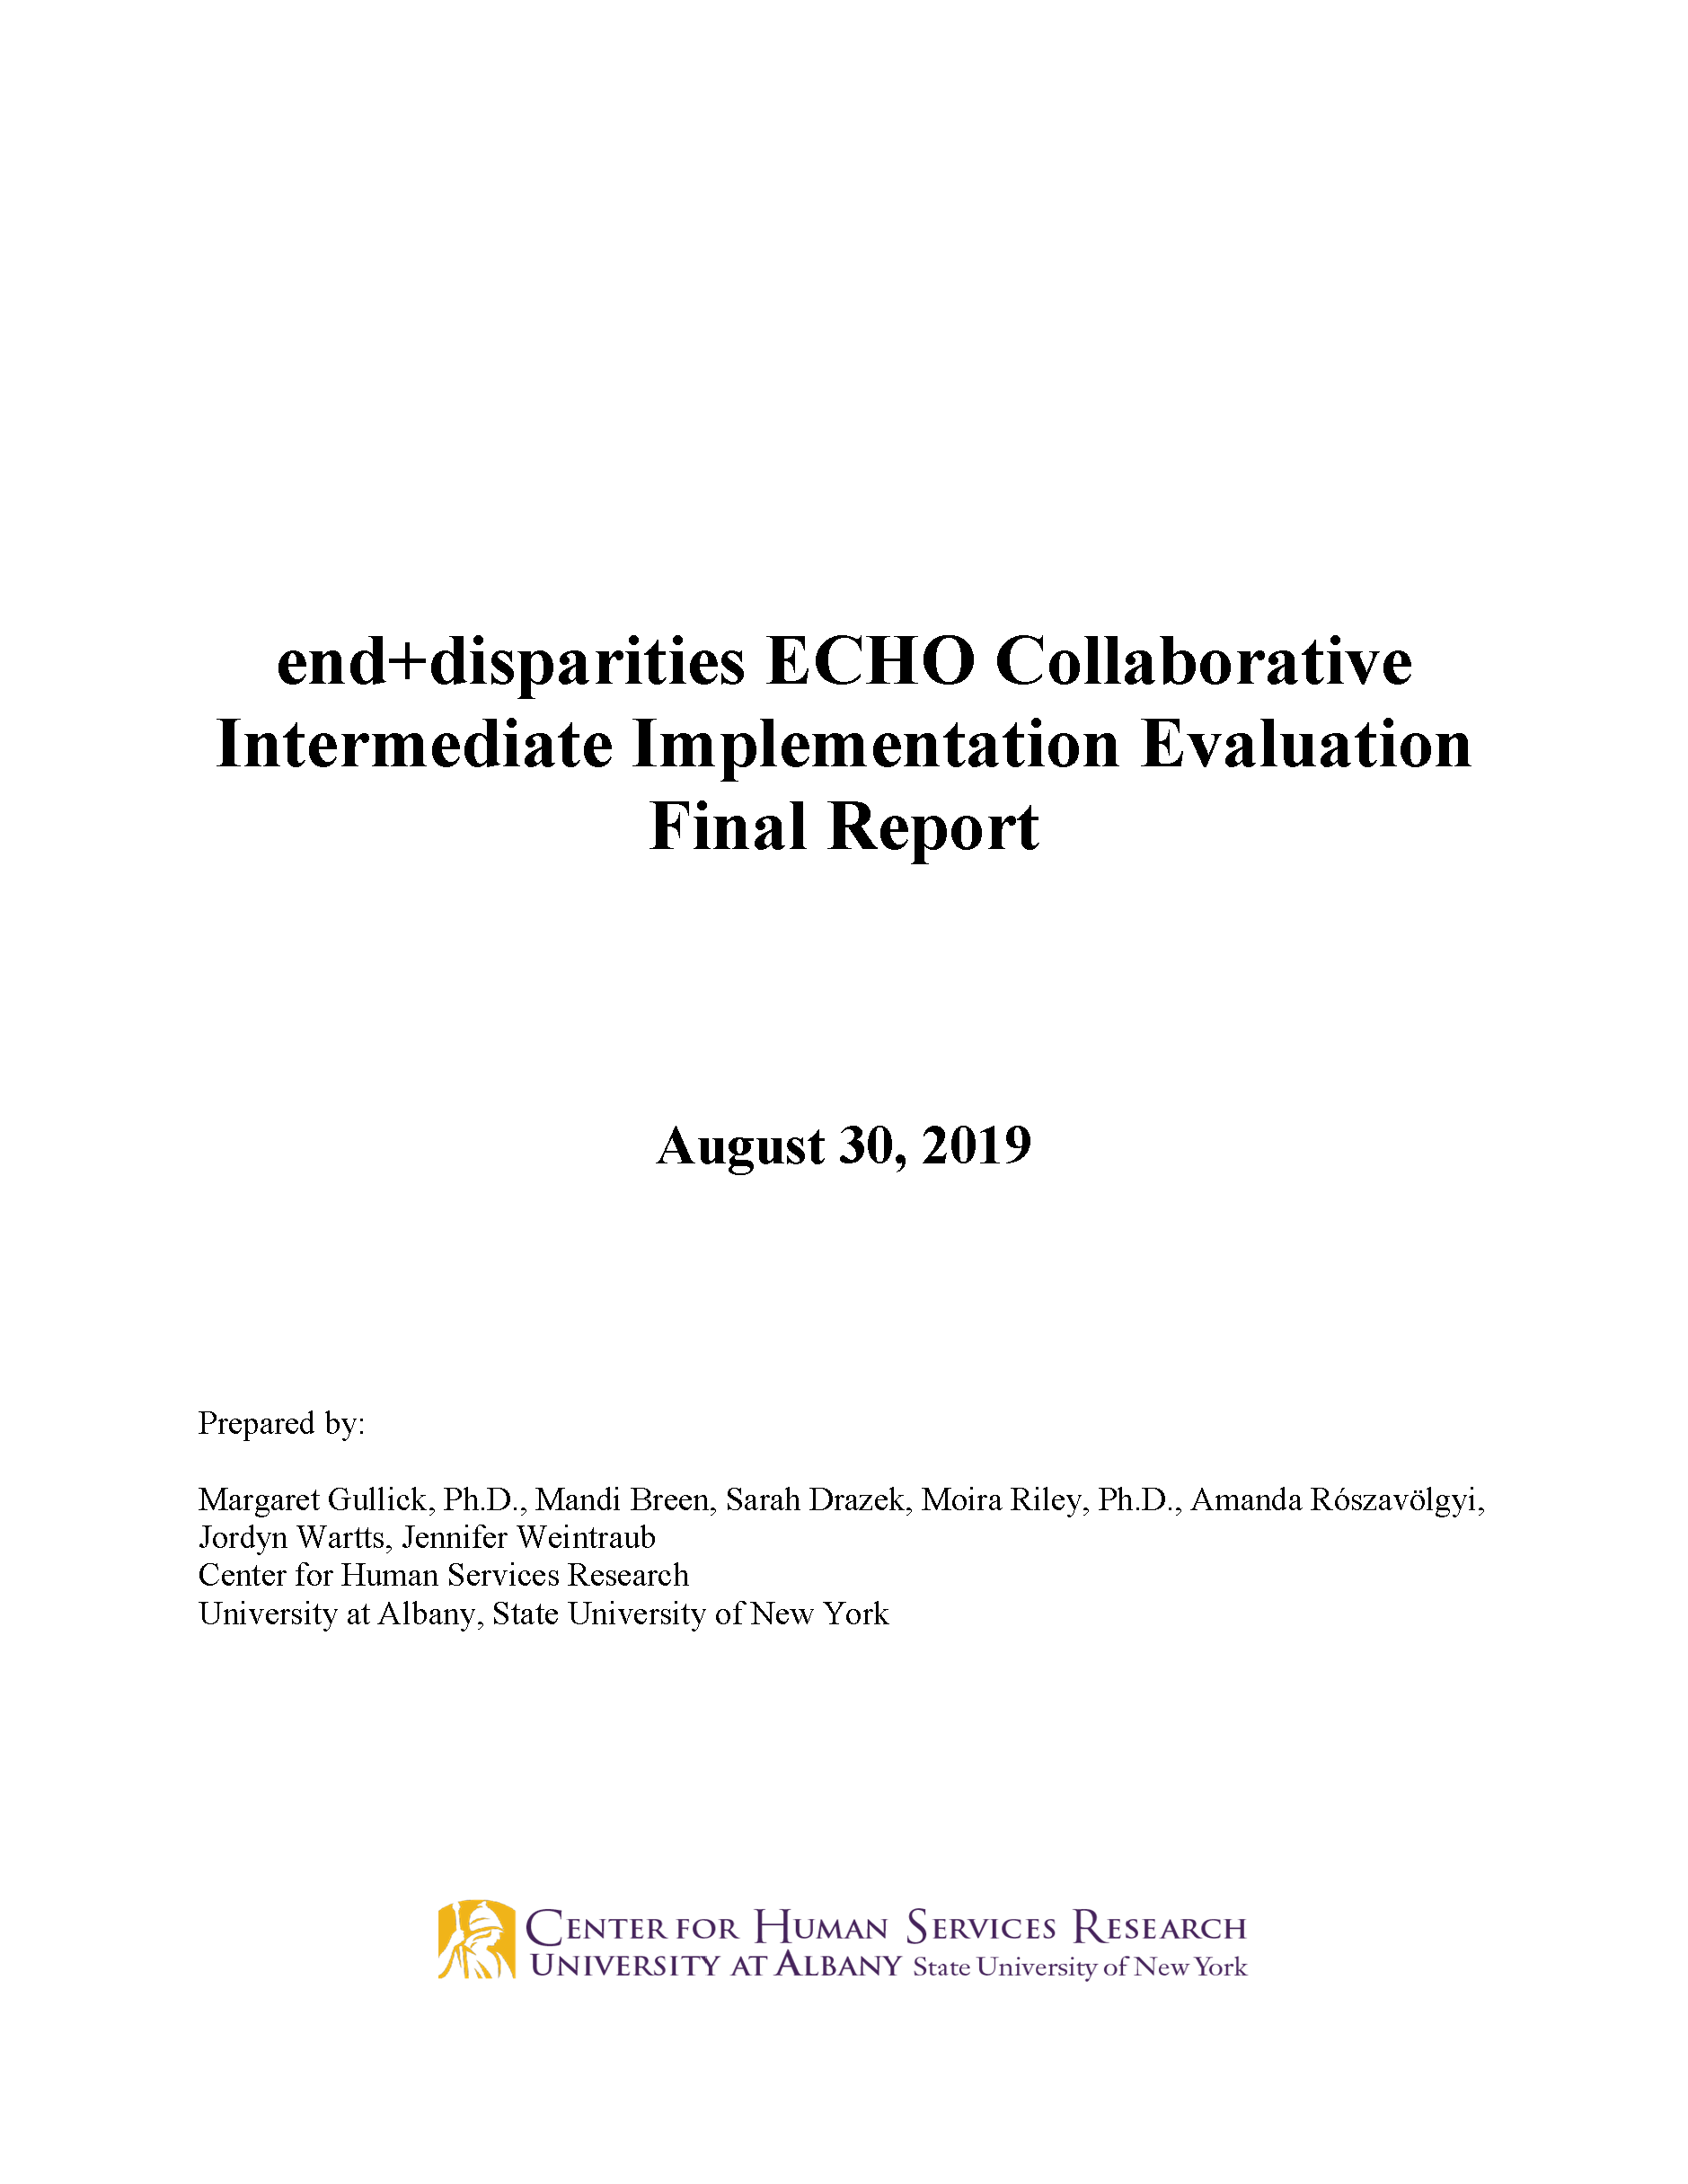 end+disparities ECHO Collaborative
Intermediate Implementation Evaluation
Final Report
August 30, 2019
Prepared by:
Margaret Gullick, Ph.D., Mandi Breen, Sarah Drazek, Moira Riley, Ph.D., Amanda Rószavölgyi,
Jordyn Wartts, Jennifer Weintraub
Center for Human Services Research
University at Albany, State University of New York
CENTER FOR HUMAN SERVICES RESEARCH
UNIVERSITY AT ALBANY State University of New York